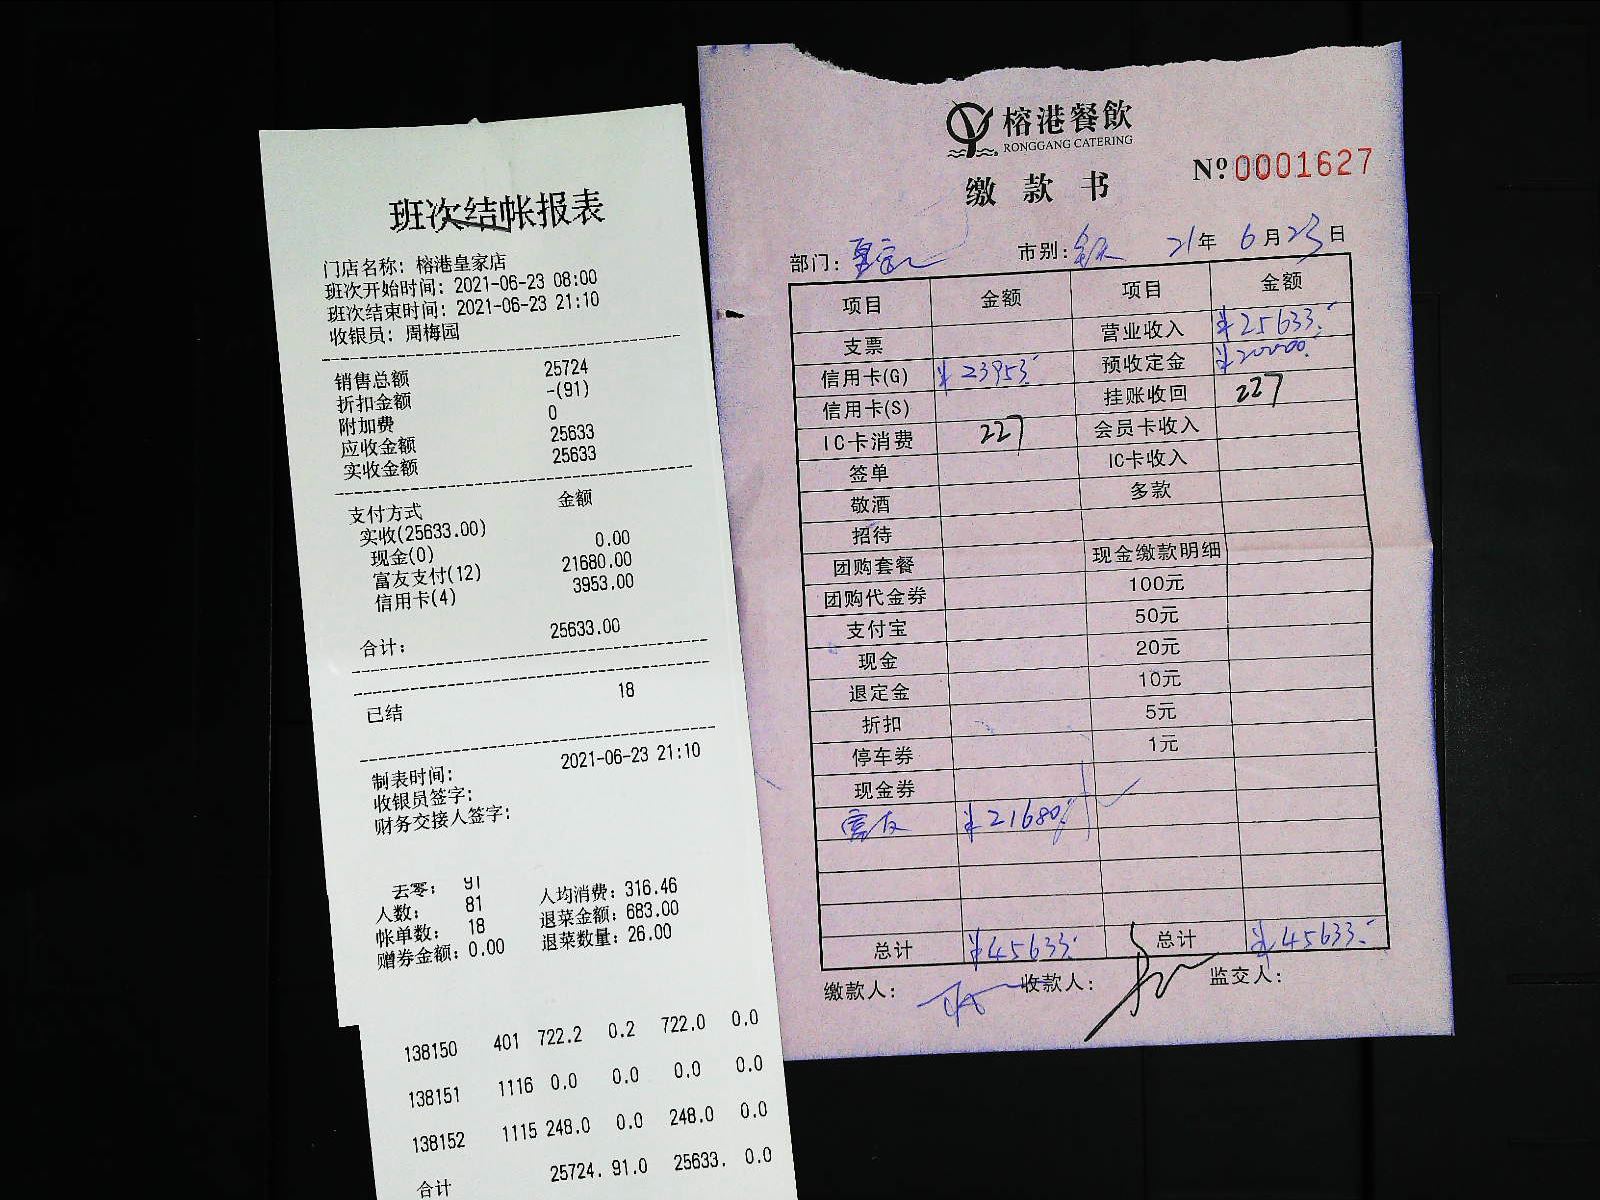 班次结帐报表
门店名称: 榕港皇家店
班次开始时间: 2021-06-23 08:00
班次结束时间: 2021-06-23 21:10
收银员: 周梅园
销售总额 25724
折扣金额 -(91)
附加费 0
应收金额 25633
实收金额 25633
支付方式 金额
实收(25633.00)
现金(0) 0.00
富友支付(12) 21680.00
信用卡(4) 3953.00
合计: 25633.00
已结 18
制表时间: 2021-06-23 21:10
收银员签字:
财务交接人签字:
去零: 91 人均消费: 316.46
人数: 81 退菜金额: 683.00
帐单数: 18 退菜数量: 26.00
赠券金额: 0.00
138150 401 722.2 0.2 722.0 0.0
138151 1116 0.0 0.0 0.0 0.0
138152 1115 248.0 0.0 248.0 0.0
合计 25724. 91.0 25633. 0.0
榕港餐飲
RONGGANG CATERING
缴款书
Nº 0001627
部门: 市别: 21年 6月23日
项目 金额 项目 金额
支票 营业收入 ¥25633.-
信用卡(G) ¥23953.- 预收定金 ¥20000.-
信用卡(S) 挂账收回 227
IC卡消费 227 会员卡收入
签单 IC卡收入
敬酒 多款
招待
团购套餐 现金缴款明细
团购代金券 100元
支付宝 50元
现金 20元
退定金 10元
折扣 5元
停车券 1元
现金券
富友 ¥21680.-
总计 ¥45633.- 总计 ¥45633.-
缴款人: 收款人: 监交人: